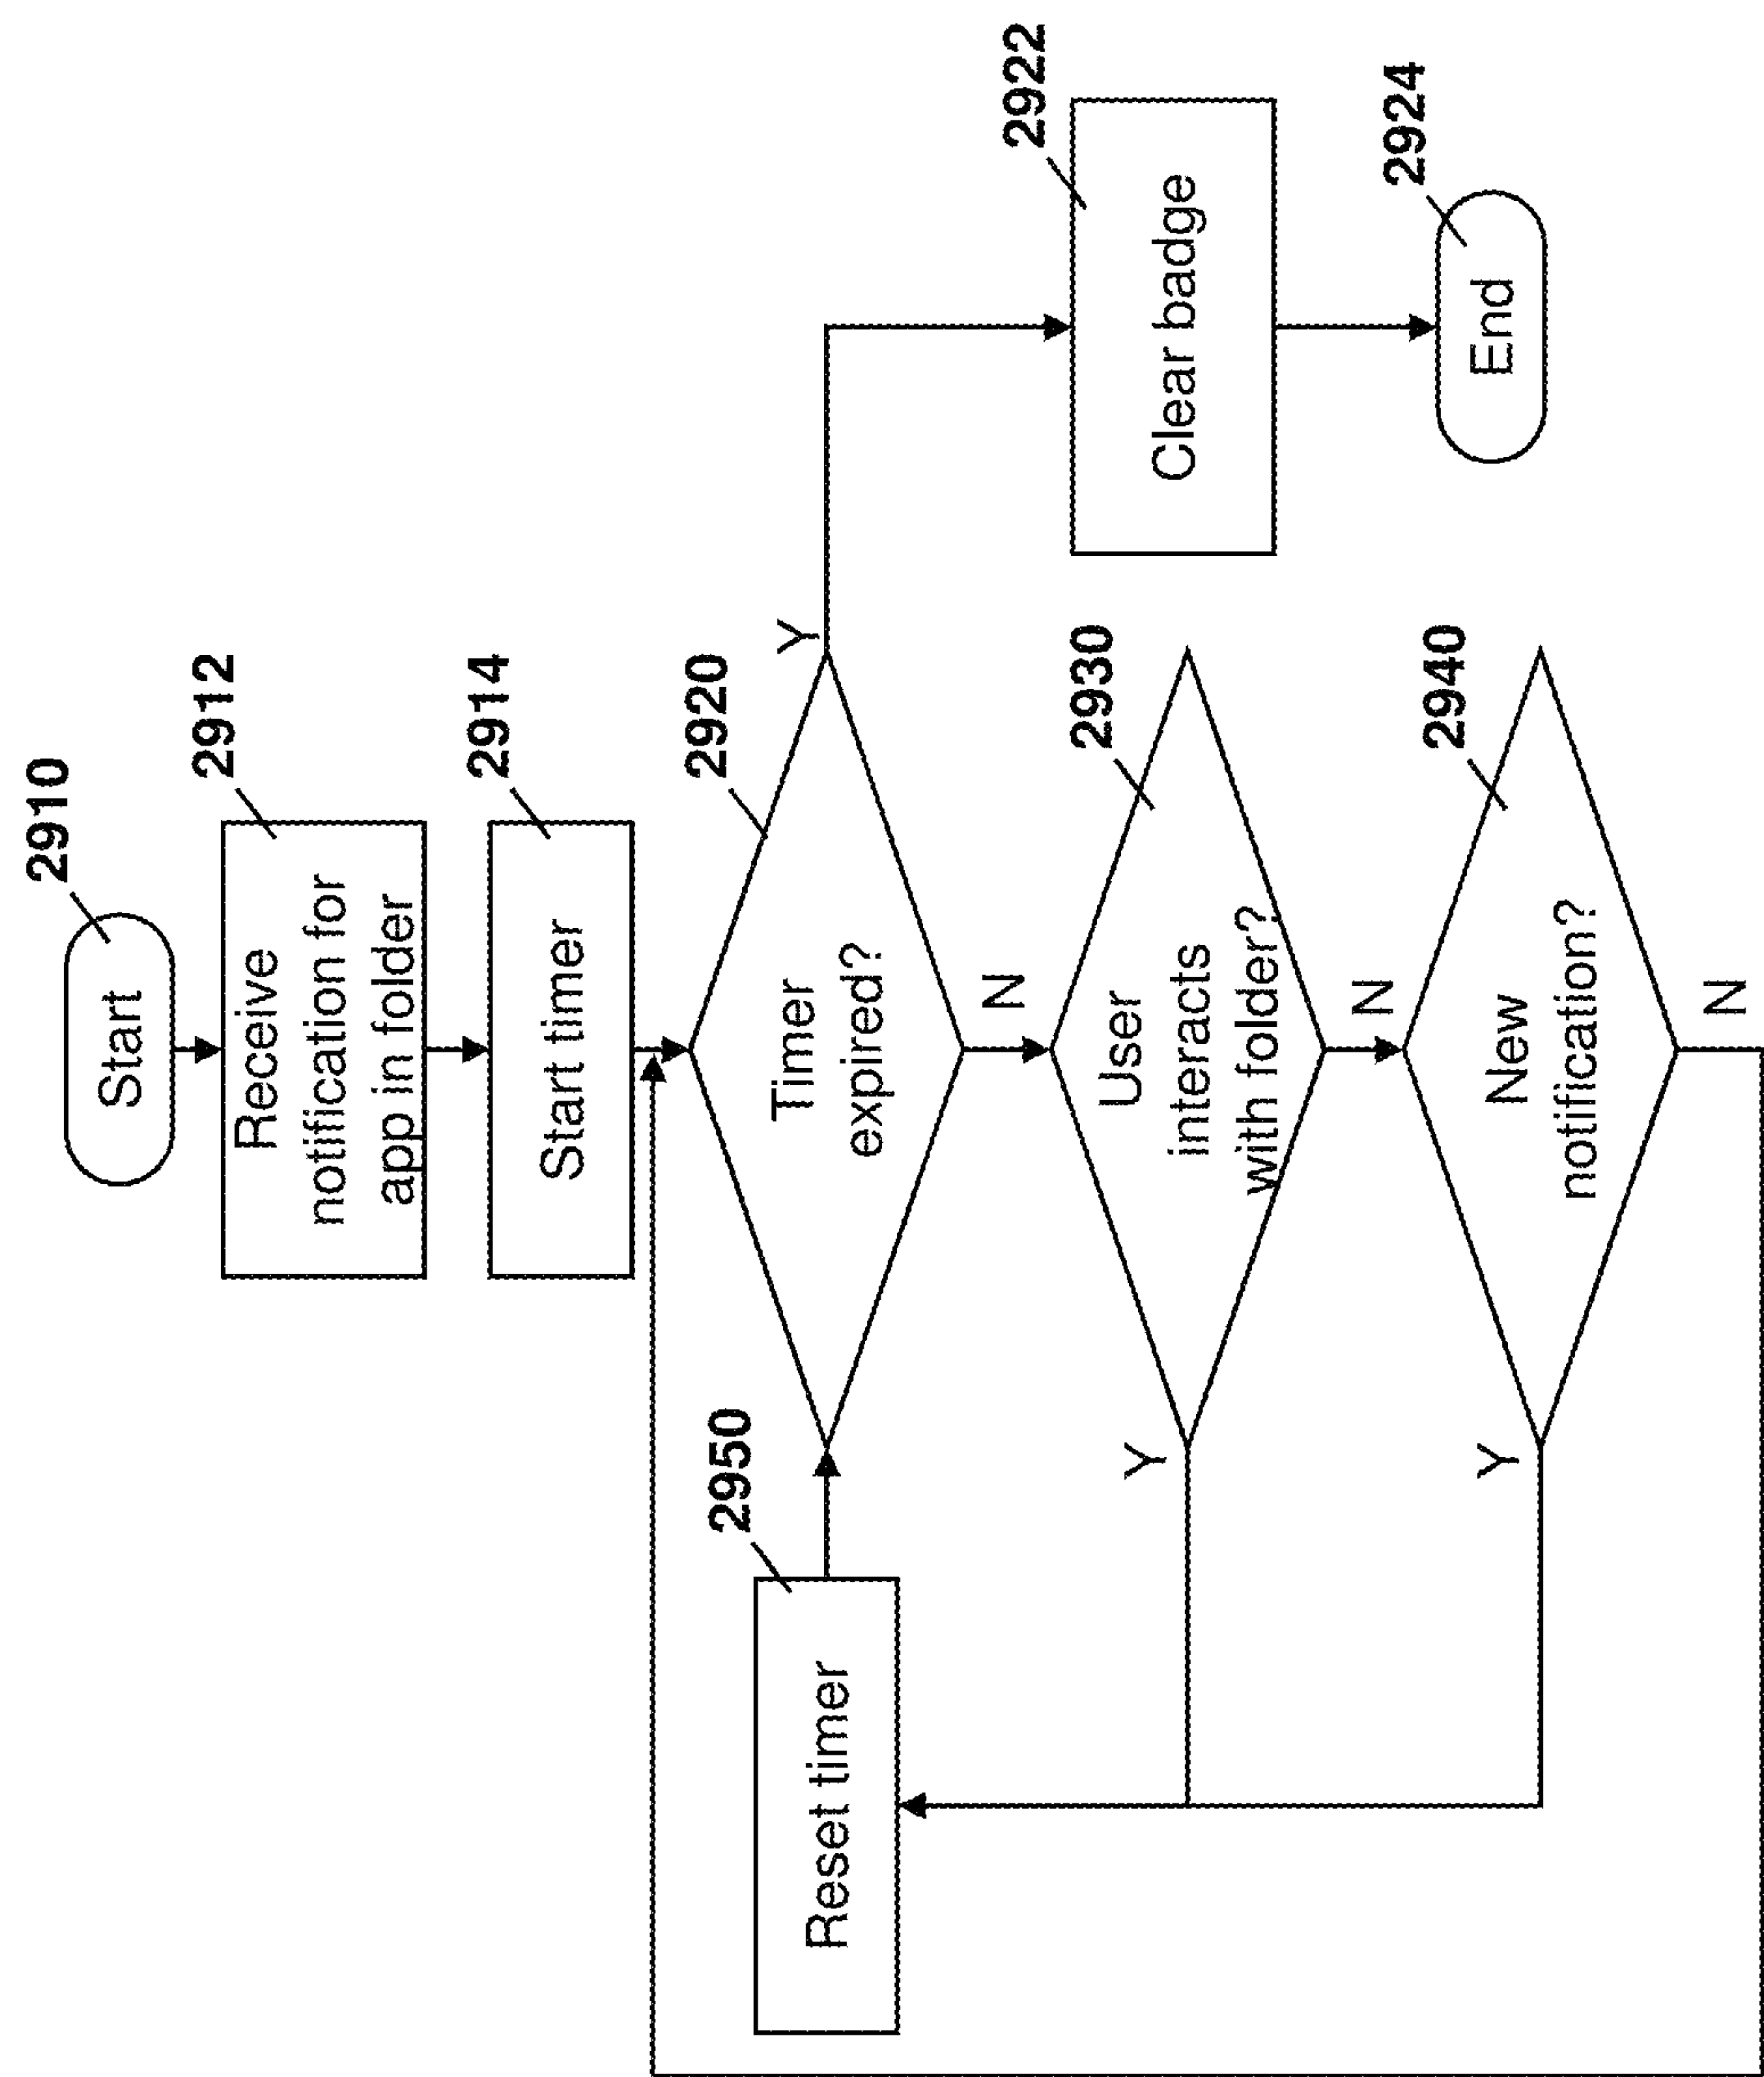 2910
Start
2912
Receive
notification for
app in folder
2914
Start timer
2920
Timer
expired?
Y
N
2922
Clear badge
2924
End
2930
User
interacts
with folder?
Y
N
2940
New
notification?
Y
N
2950
Reset timer